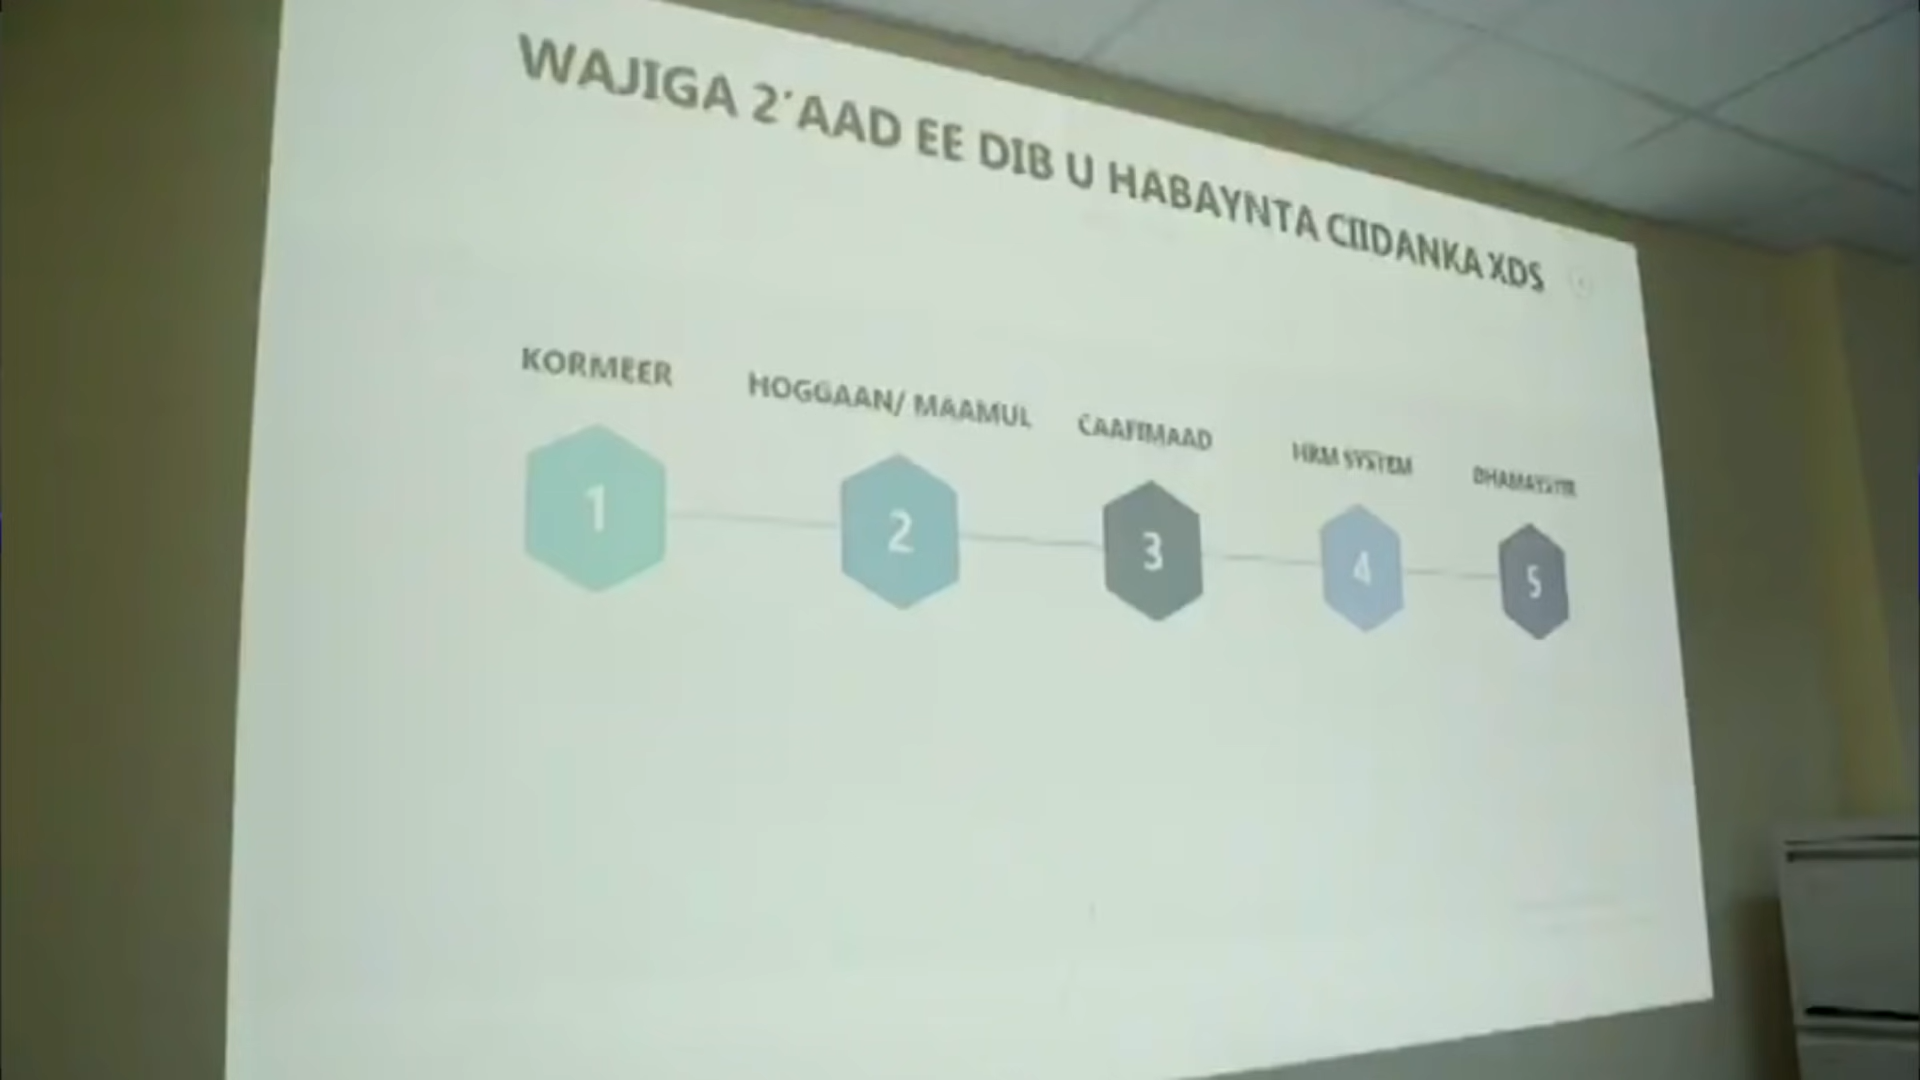 WAJIGA 2'AAD EE DIB U HABAYNTA CIIDANKA XDS
KORMEER
HOGGAAN/ MAAMUL
CAAFIMAAD
HRM SYSTEM
DHAMAYSTIR
1
2
3
4
5